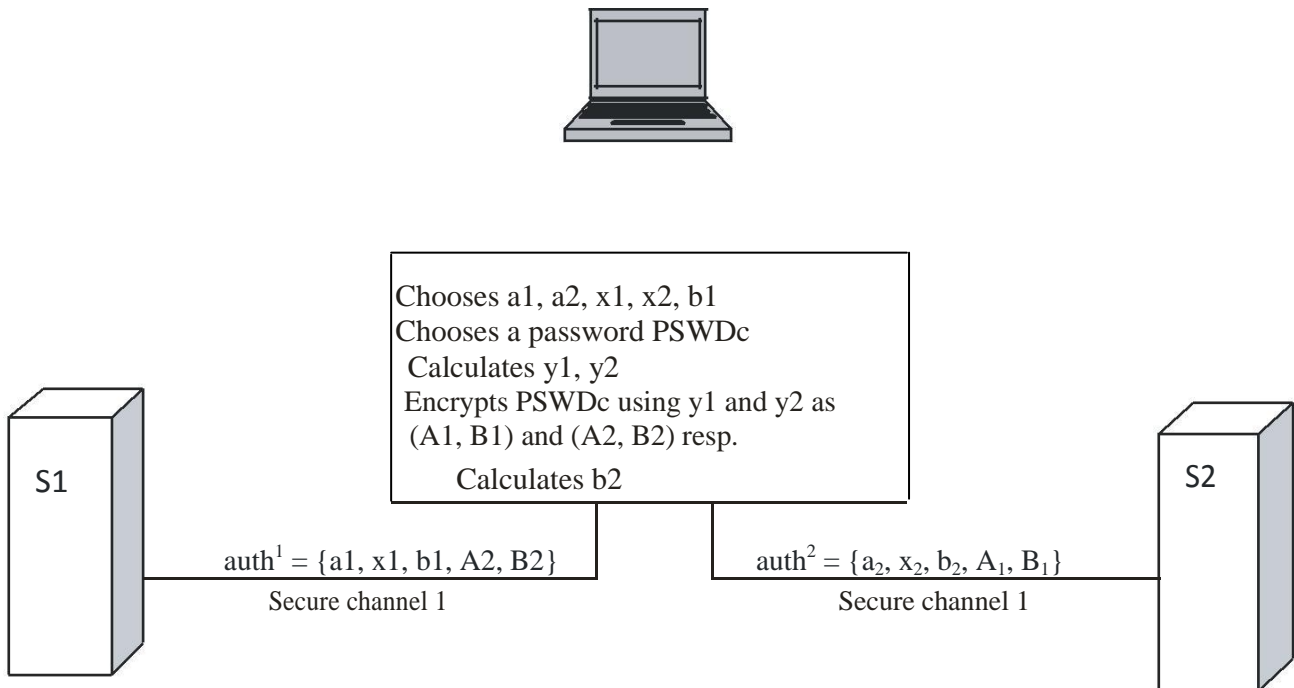 Chooses a1, a2, x1, x2, b1
Chooses a password PSWDc
Calculates y1, y2
Encrypts PSWDc using y1 and y2 as
(A1, B1) and (A2, B2) resp.
Calculates b2
S1
S2
auth¹ = {a1, x1, b1, A2, B2}
Secure channel 1
auth² = {a₂, x₂, b₂, A₁, B₁}
Secure channel 1